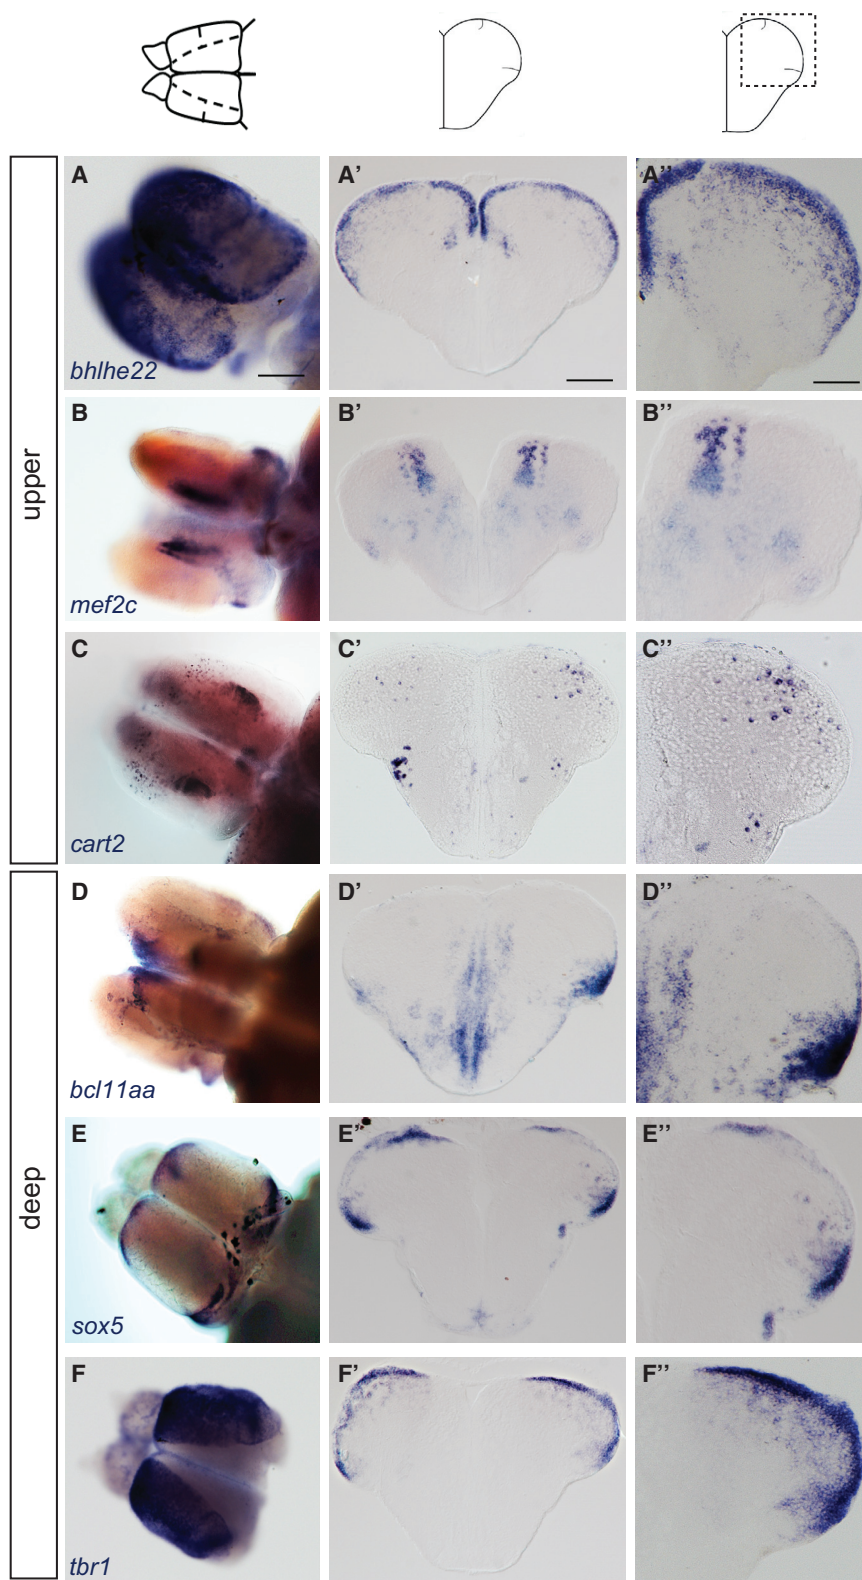 upper
A
A'
A''
bhlhe22
B
B'
B''
mef2c
C
C'
C''
cart2
deep
D
D'
D''
bcl11aa
E
E'
E''
sox5
F
F'
F''
tbr1